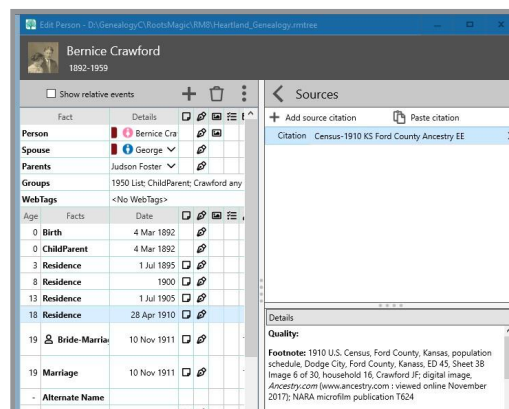 Edit Person - D:\GenealogyC\RootsMagic\RM8\Heartland_Genealogy.rmtree
Bernice Crawford
1892-1959
Show relative events
Fact Details
Person Bernice Cra
Spouse George
Parents Judson Foster
Groups 1950 List; ChildParent; Crawford any
WebTags <No WebTags>
Age Facts Date
0 Birth 4 Mar 1892
0 ChildParent 4 Mar 1892
3 Residence 1 Jul 1895
8 Residence 1900
13 Residence 1 Jul 1905
18 Residence 28 Apr 1910
19 Bride-Marria 10 Nov 1911
19 Marriage 10 Nov 1911
- Alternate Name
Sources
+ Add source citation Paste citation
Citation Census-1910 KS Ford County Ancestry EE
Details
Quality:
Footnote: 1910 U.S. Census, Ford County, Kansas, population
schedule, Dodge City, Ford County, Kanass, ED 45, Sheet 3B
Image 6 of 30, household 16, Crawford JF; digital image,
Ancestry.com (www.ancestry.com : viewed online November
2017); NARA microfilm publication T624